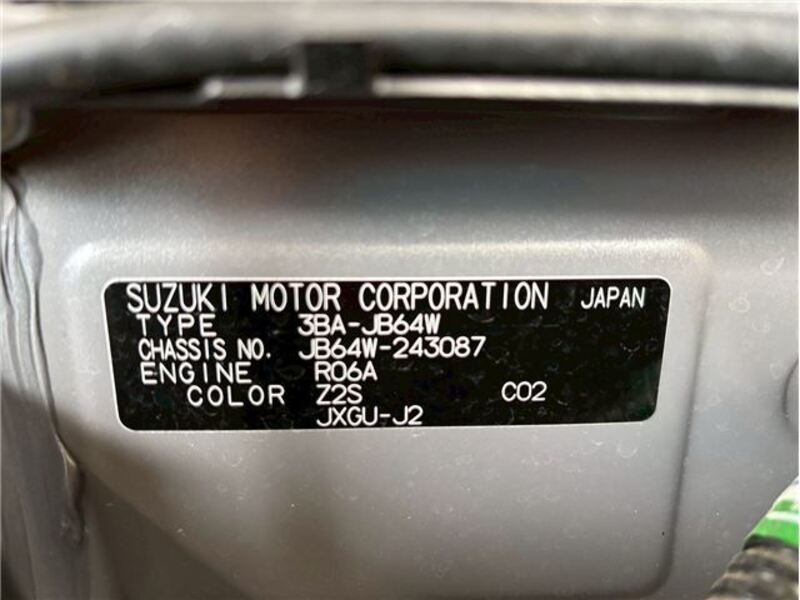 SUZUKI MOTOR CORPORATION JAPAN
TYPE 3BA-JB64W
CHASSIS NO. JB64W-243087
ENGINE R06A
COLOR Z2S C02
JXGU-J2